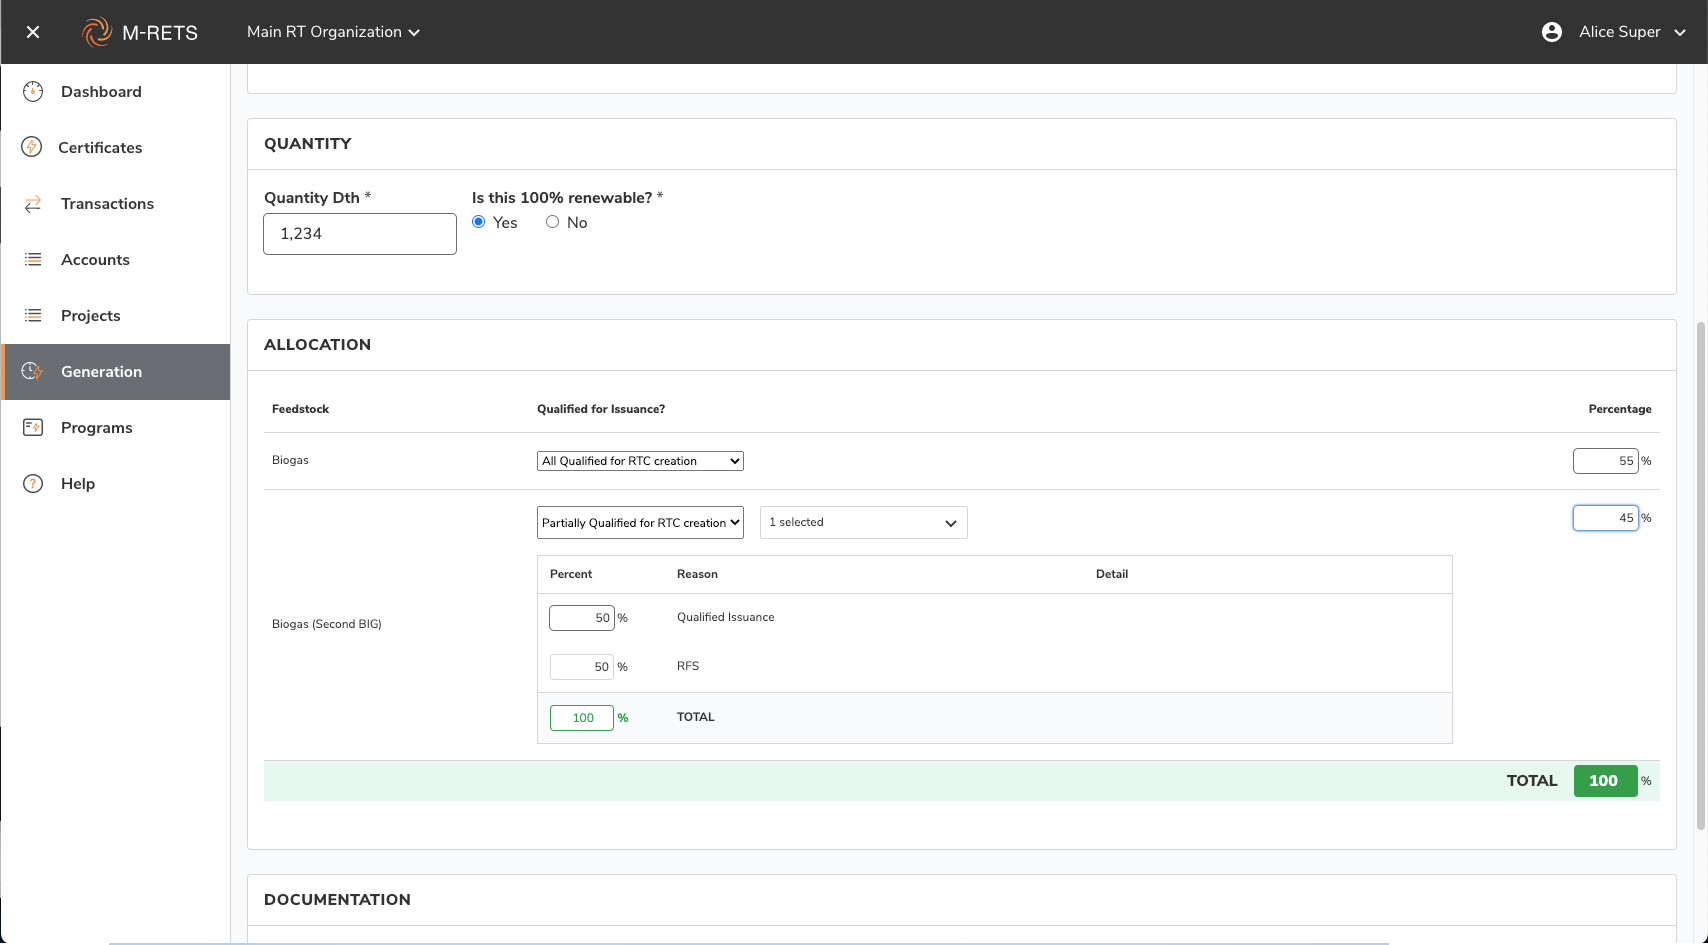 M-RETS
Main RT Organization
Alice Super
Dashboard
Certificates
Transactions
Accounts
Projects
Generation
Programs
Help
QUANTITY
Quantity Dth *
Is this 100% renewable? *
1,234
Yes
No
ALLOCATION
Feedstock
Qualified for Issuance?
Percentage
Biogas
All Qualified for RTC creation
55 %
Partially Qualified for RTC creation
1 selected
45 %
Percent
Reason
Detail
50 %
Qualified Issuance
Biogas (Second BIG)
50 %
RFS
100 %
TOTAL
TOTAL 100 %
DOCUMENTATION